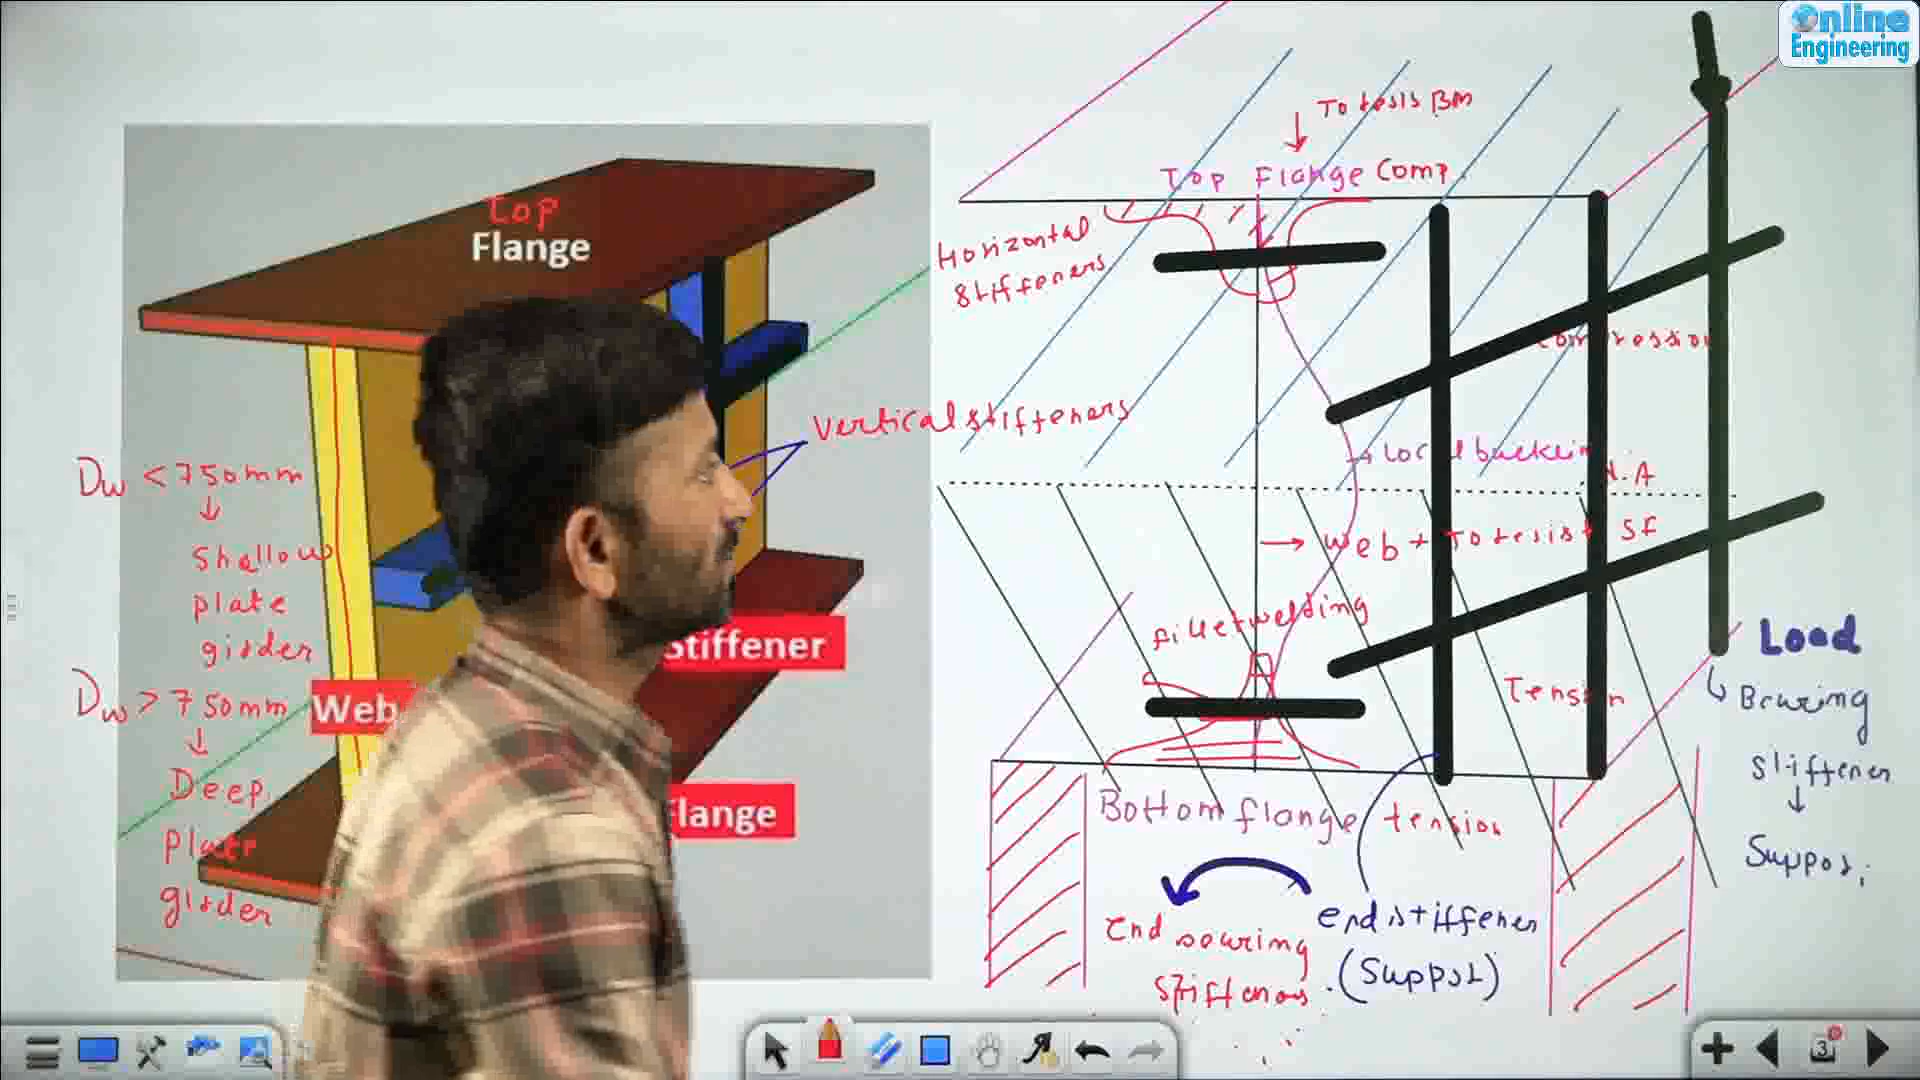 Online
Engineering
To resis BM
Top Flange Comp.
Top
Flange
Horizontal
Stiffeners
Compression
Vertical stiffeners
Local buckling
N.A
Dw < 750mm
Shallow
plate
girder
→ Web → To resist SF
fillet welding
Stiffener
Load
Dw > 750mm
Web
Tension
Bearing
Stiffener
Deep
Plate
girder
Flange
Bottom flange tension
Suppor
End bearing
Stiffeners
end stiffener
(Support)
3